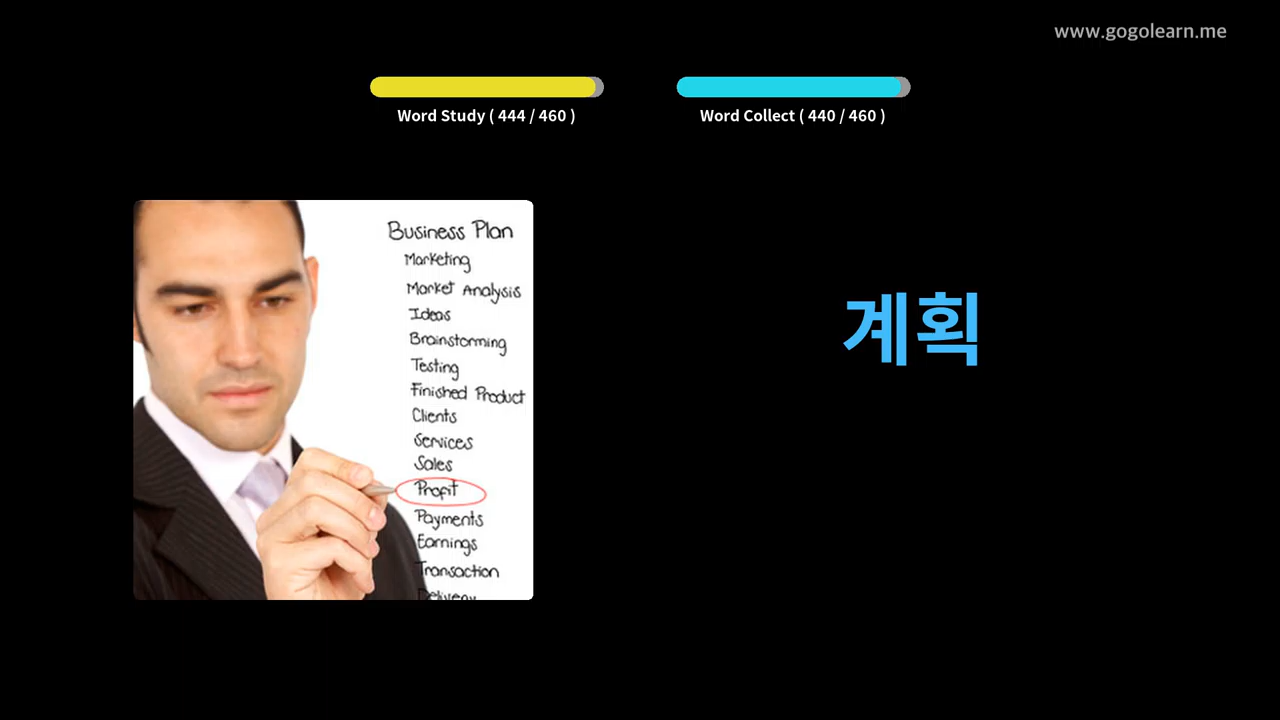 www.gogolearn.me
Word Study ( 444 / 460 )
Word Collect ( 440 / 460 )
Business Plan
Marketing
Market Analysis
Ideas
Brainstorming
Testing
Finished Product
Clients
Services
Sales
Profit
Payments
Earnings
Transaction
Delivery
계획